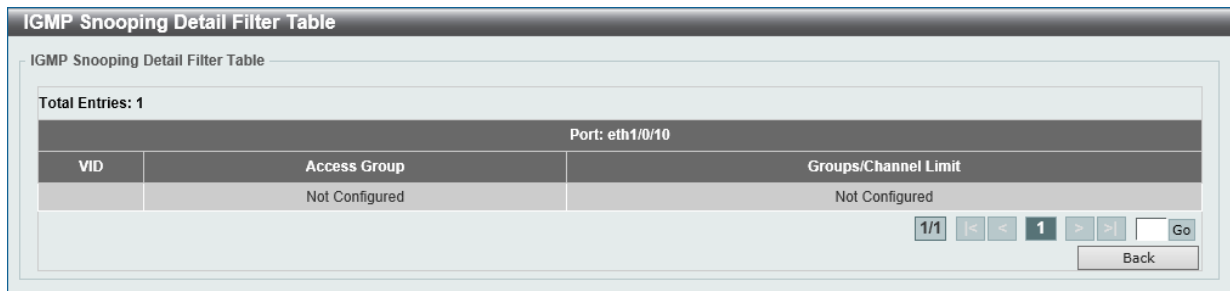 IGMP Snooping Detail Filter Table
IGMP Snooping Detail Filter Table
Total Entries: 1
Port: eth1/0/10
VID Access Group Groups/Channel Limit
Not Configured Not Configured
1/1 |< < 1 > >| Go
Back